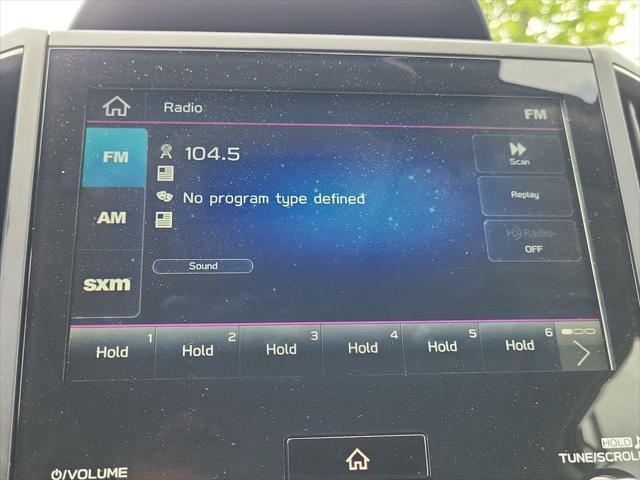 Radio
FM
FM
104.5
Scan
No program type defined
Replay
AM
HD Radio
OFF
Sound
sxm
1 2 3 4 5 6
Hold Hold Hold Hold Hold Hold
HOLD
VOLUME
TUNE/SCROLL